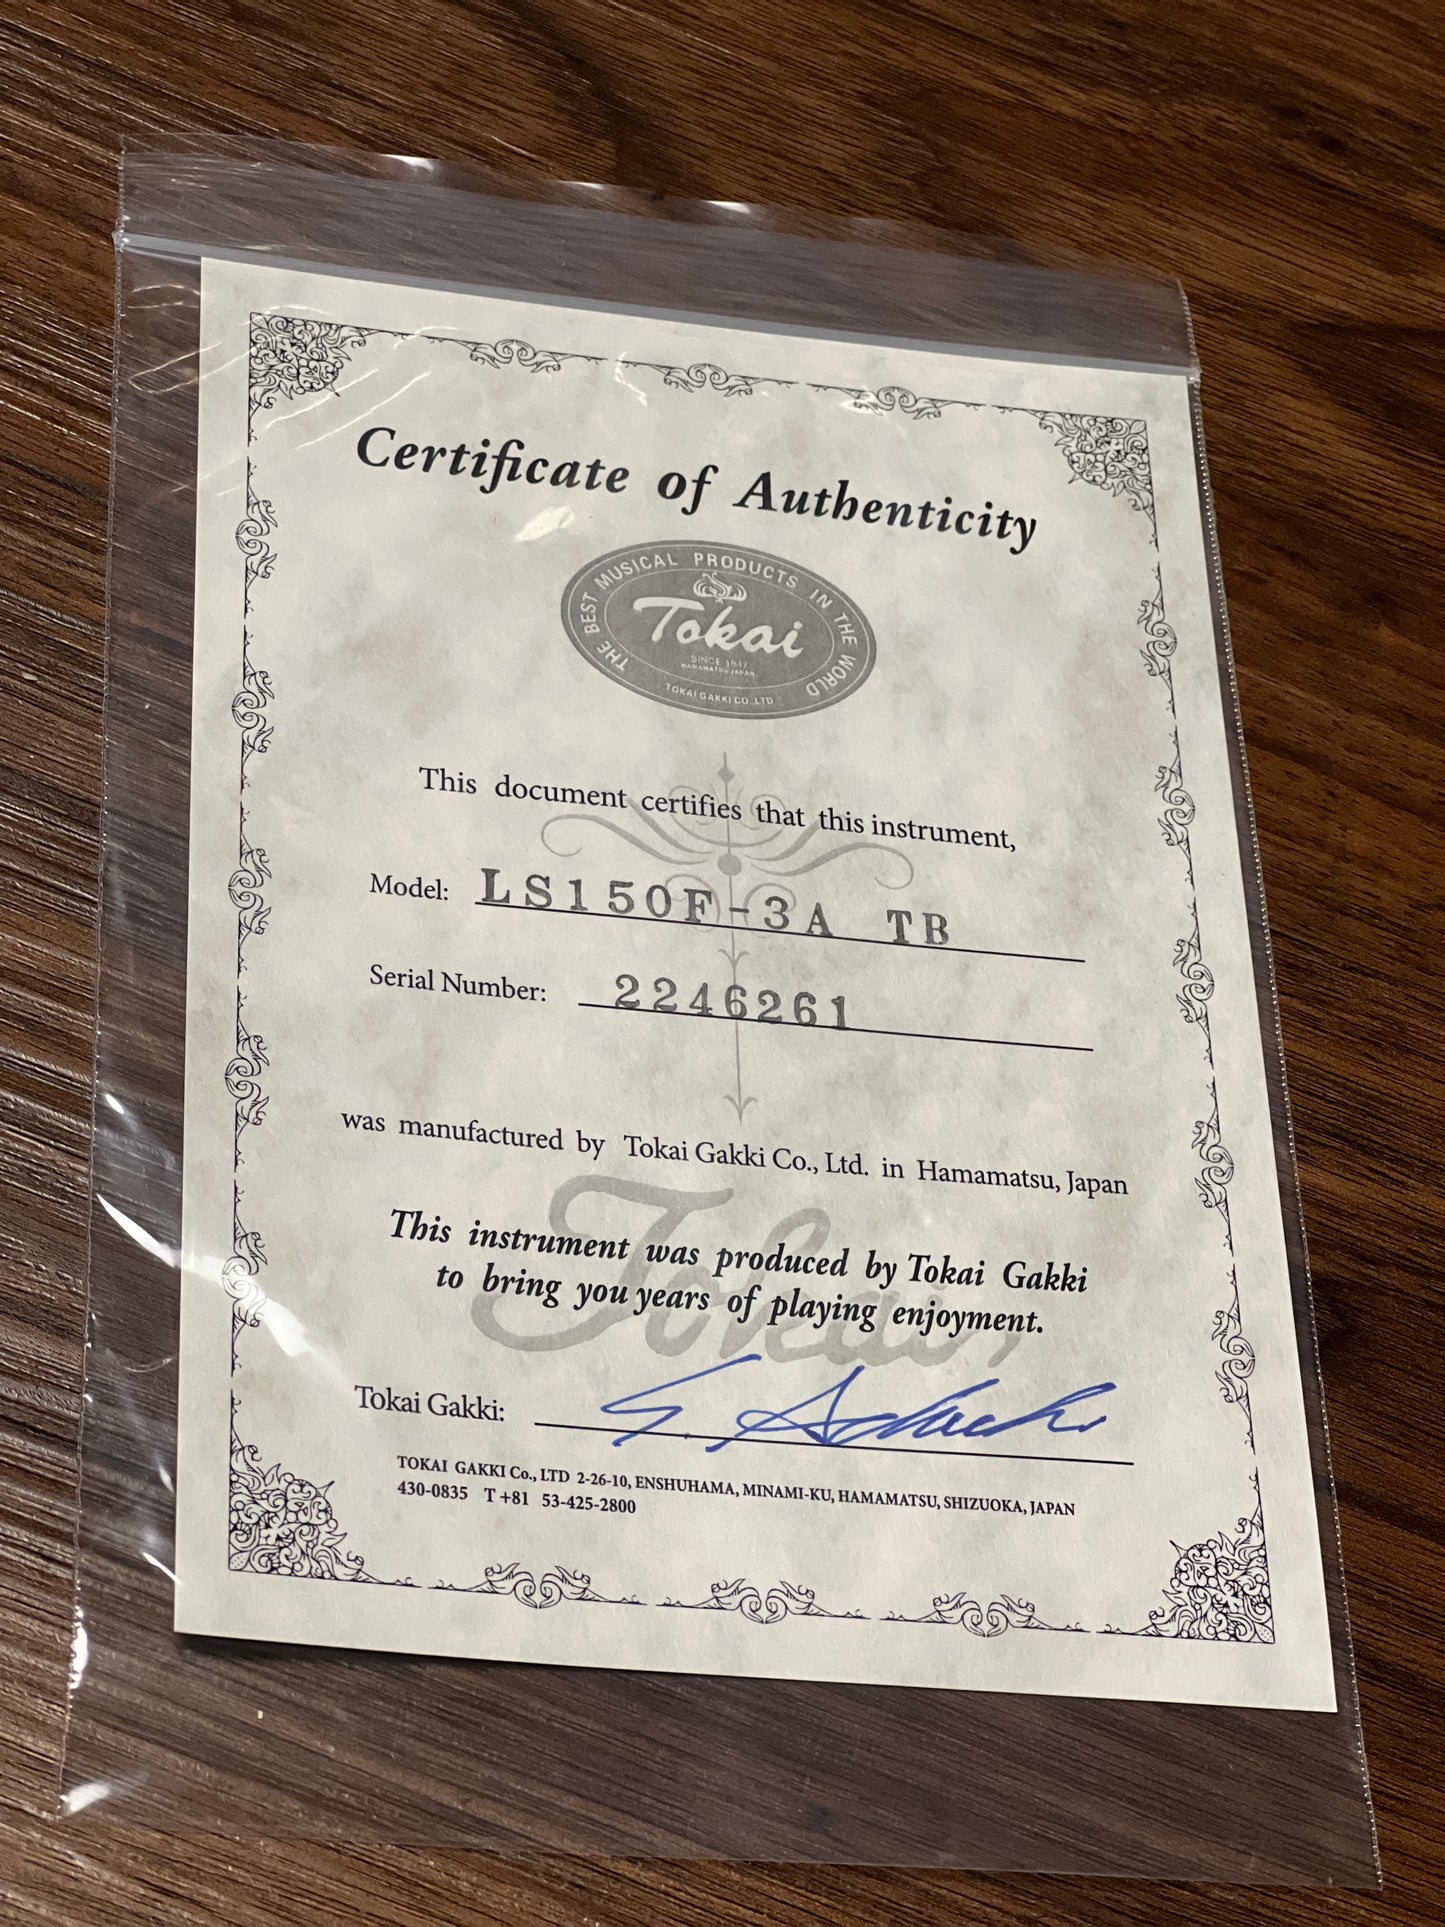 Certificate of Authenticity
THE BEST MUSICAL PRODUCTS IN THE WORLD
Tokai
SINCE 1947
HAMAMATSU JAPAN
TOKAI GAKKI CO.,LTD
This document certifies that this instrument,
Model: LS150F-3A TB
Serial Number: 2246261
was manufactured by Tokai Gakki Co., Ltd. in Hamamatsu, Japan
Tokai
This instrument was produced by Tokai Gakki
to bring you years of playing enjoyment.
Tokai Gakki: S. Adachi
TOKAI GAKKI Co., LTD 2-26-10, ENSHUHAMA, MINAMI-KU, HAMAMATSU, SHIZUOKA, JAPAN
430-0835 T +81 53-425-2800